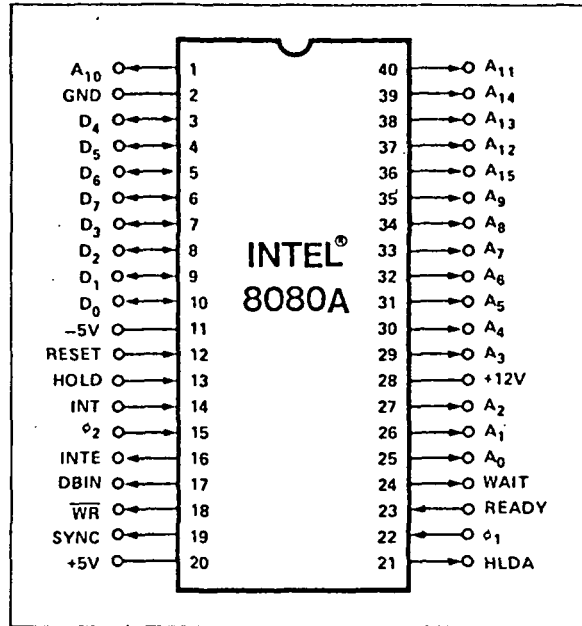 A10 1 40 A11
GND 2 39 A14
D4 3 38 A13
D5 4 37 A12
D6 5 36 A15
D7 6 35 A9
D3 7 34 A8
D2 8 33 A7
D1 9 32 A6
D0 10 31 A5
INTEL®
8080A
-5V 11 30 A4
RESET 12 29 A3
HOLD 13 28 +12V
INT 14 27 A2
ϕ2 15 26 A1
INTE 16 25 A0
DBIN 17 24 WAIT
W̅R̅ 18 23 READY
SYNC 19 22 ϕ1
+5V 20 21 HLDA